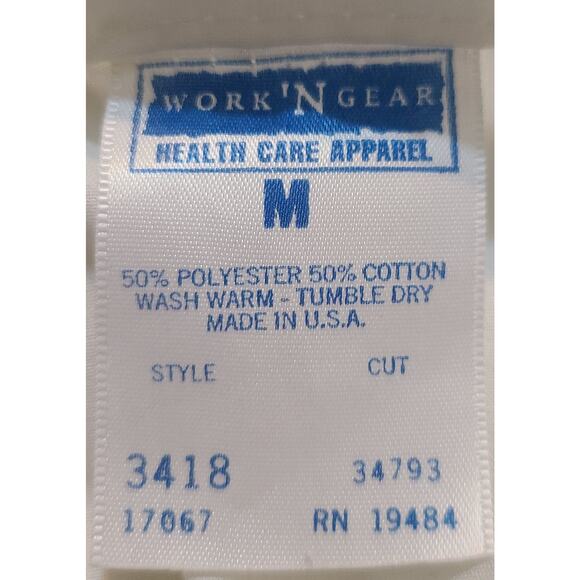 WORK 'N GEAR
HEALTH CARE APPAREL
M
50% POLYESTER 50% COTTON
WASH WARM - TUMBLE DRY
MADE IN U.S.A.
STYLE CUT
3418 34793
17067 RN 19484